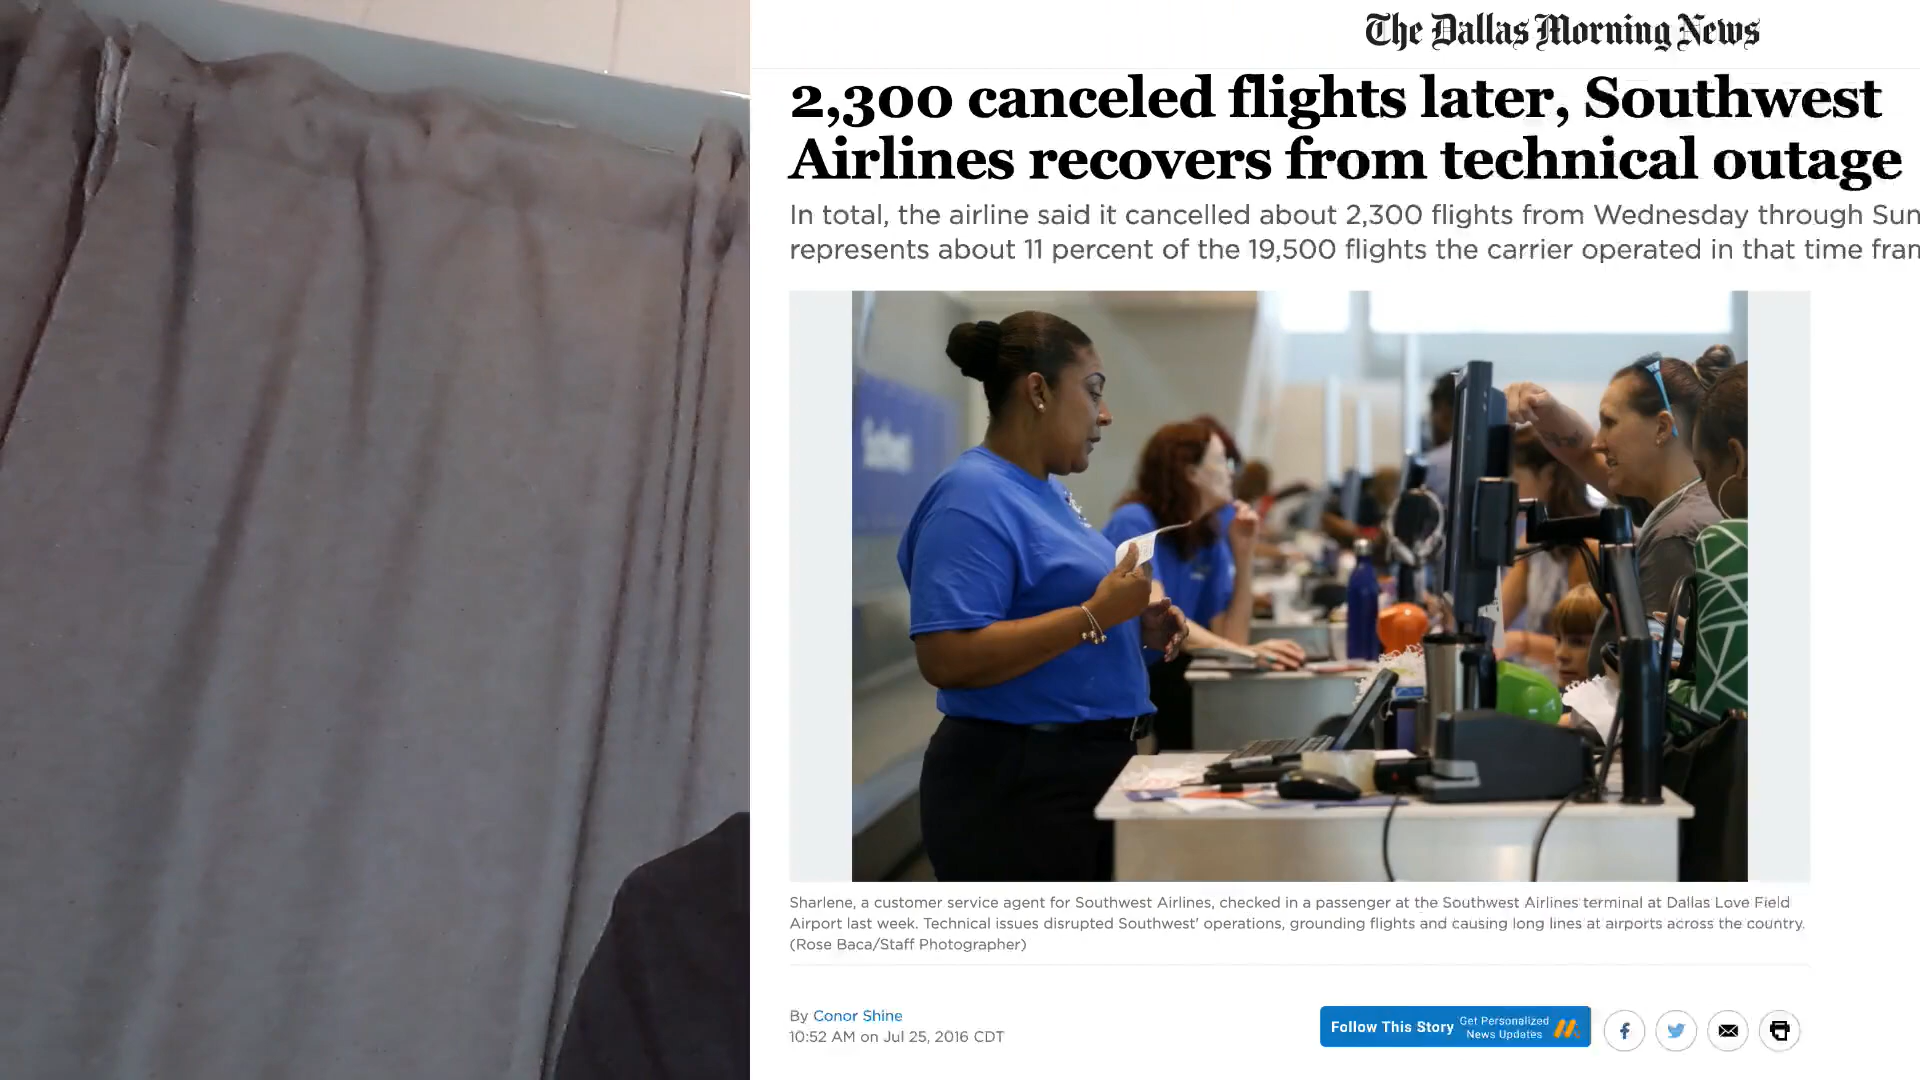 The Dallas Morning News
2,300 canceled flights later, Southwest
Airlines recovers from technical outage
In total, the airline said it cancelled about 2,300 flights from Wednesday through Sun
represents about 11 percent of the 19,500 flights the carrier operated in that time fram
Southwest
Sharlene, a customer service agent for Southwest Airlines, checked in a passenger at the Southwest Airlines terminal at Dallas Love Field
Airport last week. Technical issues disrupted Southwest' operations, grounding flights and causing long lines at airports across the country.
(Rose Baca/Staff Photographer)
By Conor Shine
10:52 AM on Jul 25, 2016 CDT
Follow This Story Get Personalized
News Updates